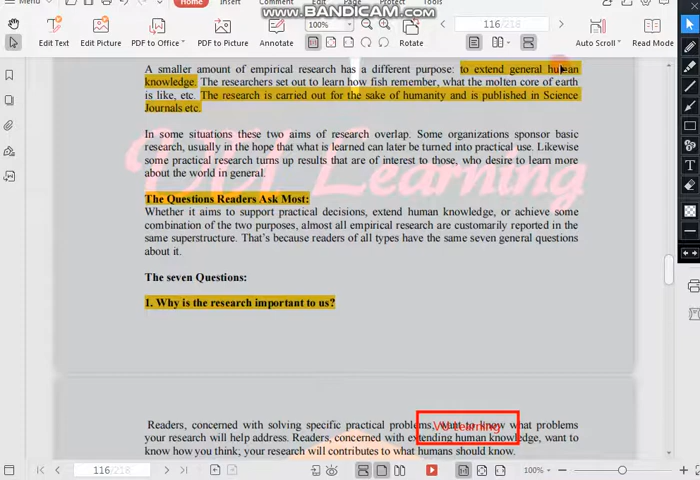 Menu
Home
Protect
WWW.BANDICAM.COM
Edit Text
Edit Picture
PDF to Office
PDF to Picture
Annotate
100%
Rotate
116/218
Auto Scroll
Read Mode
A smaller amount of empirical research has a different purpose: to extend general human
knowledge. The researchers set out to learn how fish remember, what the molten core of earth
is like, etc. The research is carried out for the sake of humanity and is published in Science
Journals etc.
In some situations these two aims of research overlap. Some organizations sponsor basic
research, usually in the hope that what is learned can later be turned into practical use. Likewise
some practical research turns up results that are of interest to those, who desire to learn more
about the world in general.
Learning
The Questions Readers Ask Most:
Whether it aims to support practical decisions, extend human knowledge, or achieve some
combination of the two purposes, almost all empirical research are customarily reported in the
same superstructure. That's because readers of all types have the same seven general questions
about it.
The seven Questions:
1. Why is the research important to us?
Readers, concerned with solving specific practical problems, want to know what problems
VU Learning
your research will help address. Readers, concerned with extending human knowledge, want to
know how you think; your research will contributes to what humans should know.
116/218
100%